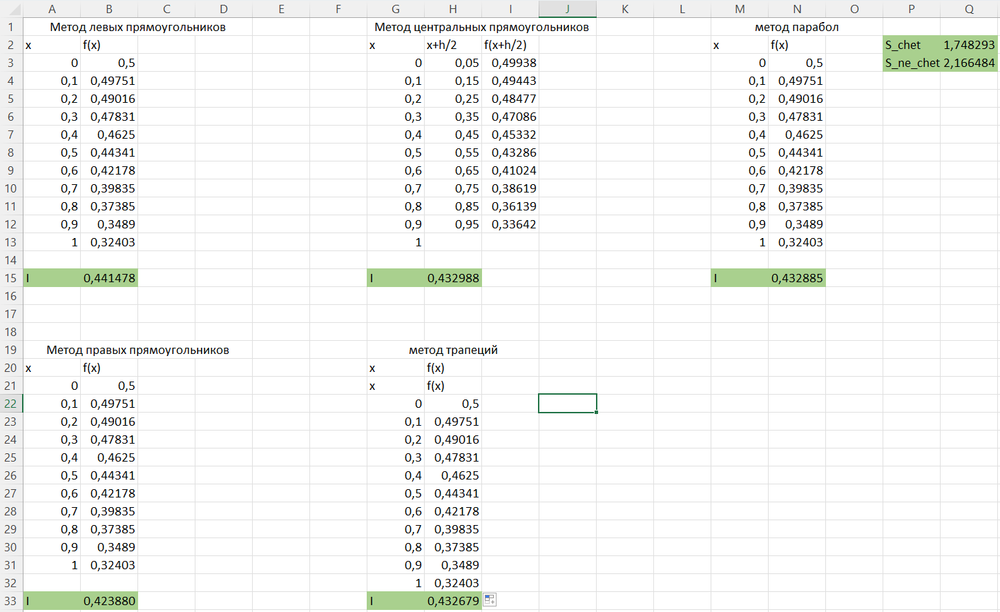 A B C D E F G H I J K L M N O P Q
1 Метод левых прямоугольников Метод центральных прямоугольников метод парабол
2 x f(x) x x+h/2 f(x+h/2) x f(x) S_chet 1,748293
3 0 0,5 0 0,05 0,49938 0 0,5 S_ne_chet 2,166484
4 0,1 0,49751 0,1 0,15 0,49443 0,1 0,49751
5 0,2 0,49016 0,2 0,25 0,48477 0,2 0,49016
6 0,3 0,47831 0,3 0,35 0,47086 0,3 0,47831
7 0,4 0,4625 0,4 0,45 0,45332 0,4 0,4625
8 0,5 0,44341 0,5 0,55 0,43286 0,5 0,44341
9 0,6 0,42178 0,6 0,65 0,41024 0,6 0,42178
10 0,7 0,39835 0,7 0,75 0,38619 0,7 0,39835
11 0,8 0,37385 0,8 0,85 0,36139 0,8 0,37385
12 0,9 0,3489 0,9 0,95 0,33642 0,9 0,3489
13 1 0,32403 1 1 0,32403
14
15 I 0,441478 I 0,432988 I 0,432885
16
17
18
19 Метод правых прямоугольников метод трапеций
20 x f(x) x f(x)
21 0 0,5 x f(x)
22 0,1 0,49751 0 0,5
23 0,2 0,49016 0,1 0,49751
24 0,3 0,47831 0,2 0,49016
25 0,4 0,4625 0,3 0,47831
26 0,5 0,44341 0,4 0,4625
27 0,6 0,42178 0,5 0,44341
28 0,7 0,39835 0,6 0,42178
29 0,8 0,37385 0,7 0,39835
30 0,9 0,3489 0,8 0,37385
31 1 0,32403 0,9 0,3489
32 1 0,32403
33 I 0,423880 I 0,432679